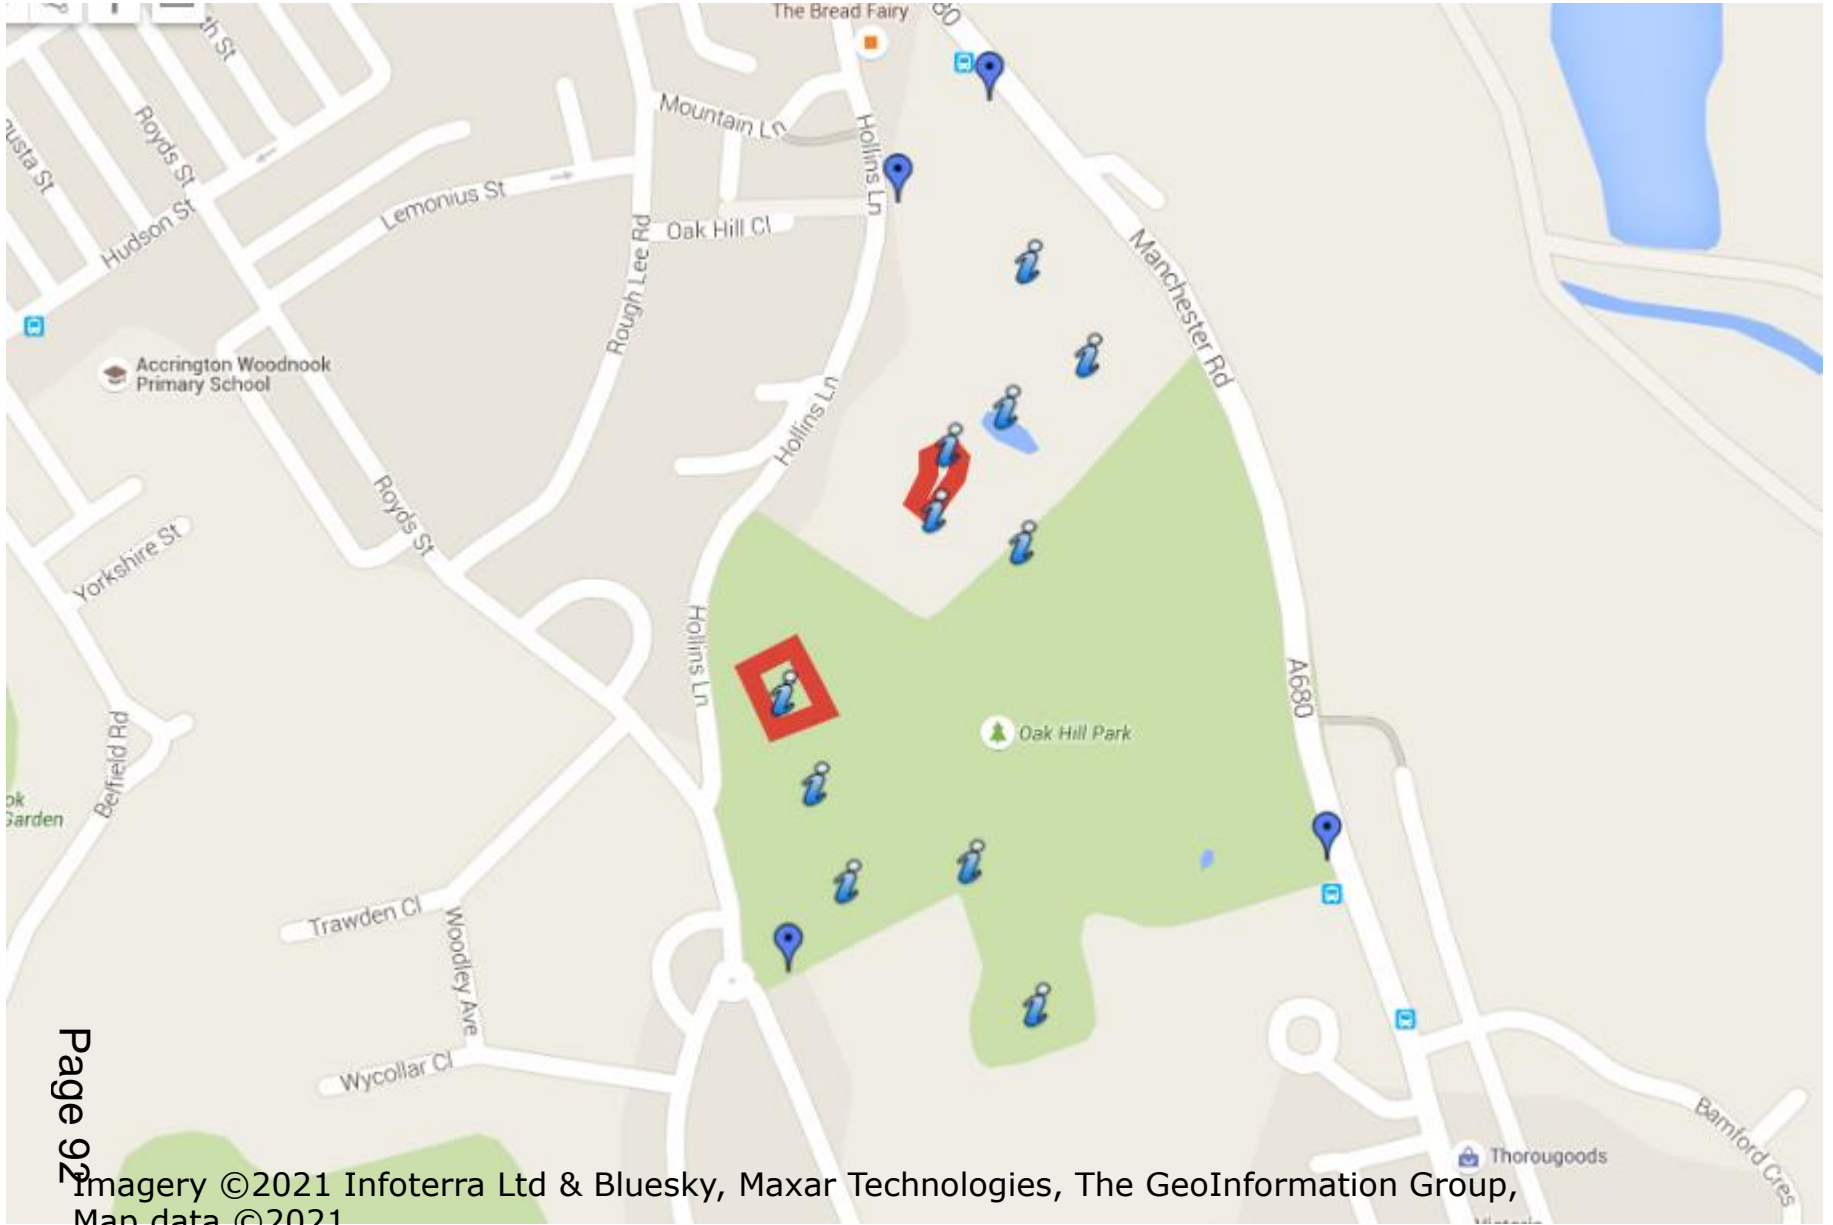 The Bread Fairy
Mountain Ln
Hollins Ln
Royds St
Lemonius St
Hudson St
Oak Hill Cl
Rough Lee Rd
Manchester Rd
Accrington Woodnook
Primary School
Hollins Ln
Royds St
Yorkshire St
Hollins Ln
A680
Oak Hill Park
Belfield Rd
Garden
Trawden Cl
Woodley Ave
Wycollar Cl
Bamford Cres
Thorougoods
Page 92
Imagery ©2021 Infoterra Ltd & Bluesky, Maxar Technologies, The GeoInformation Group,
Map data ©2021